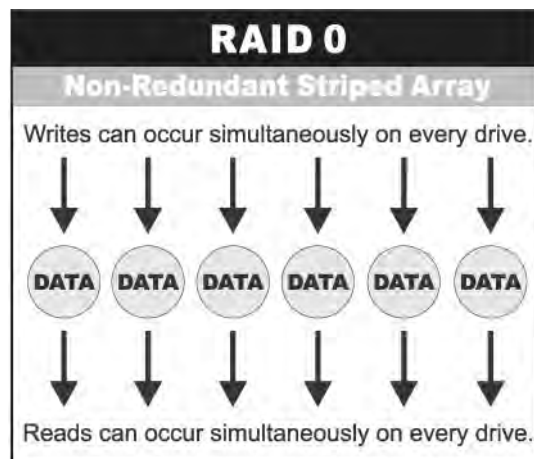 RAID 0
Non-Redundant Striped Array
Writes can occur simultaneously on every drive.
DATA DATA DATA DATA DATA DATA
Reads can occur simultaneously on every drive.